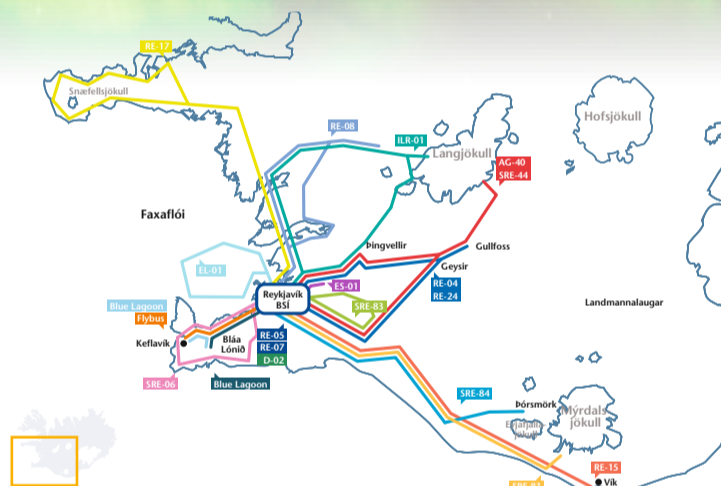 RE-17
Snæfellsjökull
RE-08
ILR-01
Langjökull
Hofsjökull
AG-40
SRE-44
Faxaflói
Þingvellir
Gullfoss
Geysir
EL-01
ES-01
RE-04
RE-24
Reykjavík
BSÍ
SRE-83
Landmannalaugar
Blue Lagoon
Flybus
Keflavík
Bláa
Lónið
RE-05
RE-07
D-02
SRE-06
Blue Lagoon
SRE-84
Þórsmörk
Mýrdals
jökull
RE-15
Vík